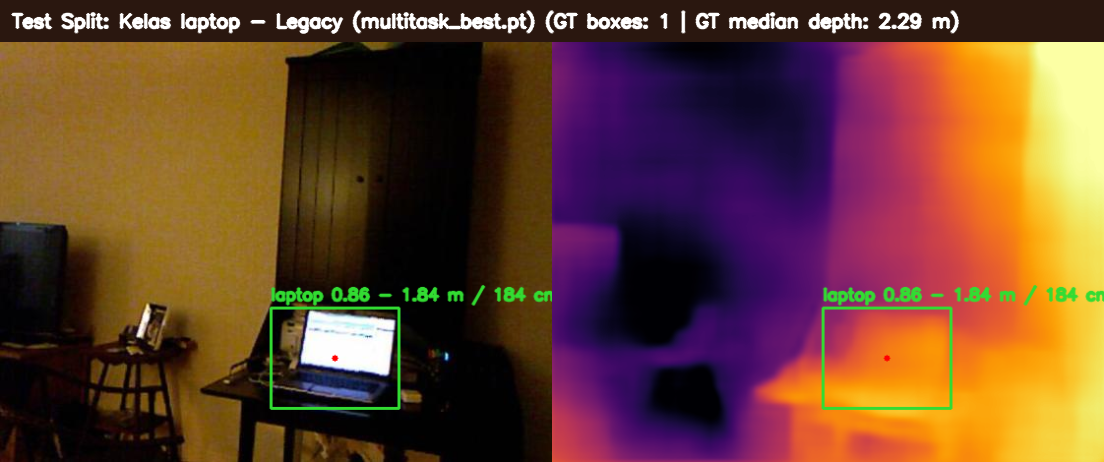 Test Split: Kelas laptop - Legacy (multitask_best.pt) (GT boxes: 1 | GT median depth: 2.29 m)
laptop 0.86 - 1.84 m / 184 cm
laptop 0.86 - 1.84 m / 184 cm